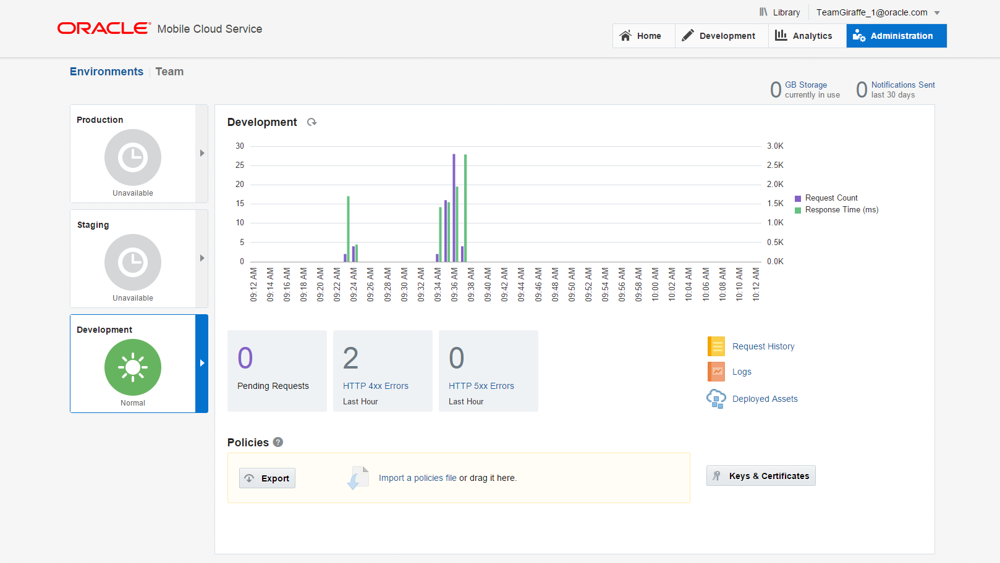 Library
TeamGiraffe_1@oracle.com
ORACLE® Mobile Cloud Service
Home
Development
Analytics
Administration
Environments
Team
0 GB Storage
currently in use
0 Notifications Sent
last 30 days
Production
Unavailable
Staging
Unavailable
Development
Normal
Development
30
25
20
15
10
5
0
3.0K
2.5K
2.0K
1.5K
1.0K
0.5K
0.0K
09:12 AM
09:14 AM
09:16 AM
09:18 AM
09:20 AM
09:22 AM
09:24 AM
09:26 AM
09:28 AM
09:30 AM
09:32 AM
09:34 AM
09:36 AM
09:38 AM
09:40 AM
09:42 AM
09:44 AM
09:46 AM
09:48 AM
09:50 AM
09:52 AM
09:54 AM
09:56 AM
09:58 AM
10:00 AM
10:02 AM
10:04 AM
10:06 AM
10:08 AM
10:10 AM
10:12 AM
Request Count
Response Time (ms)
0
Pending Requests
2
HTTP 4xx Errors
Last Hour
0
HTTP 5xx Errors
Last Hour
Request History
Logs
Deployed Assets
Policies ?
Export
Import a policies file or drag it here.
Keys & Certificates